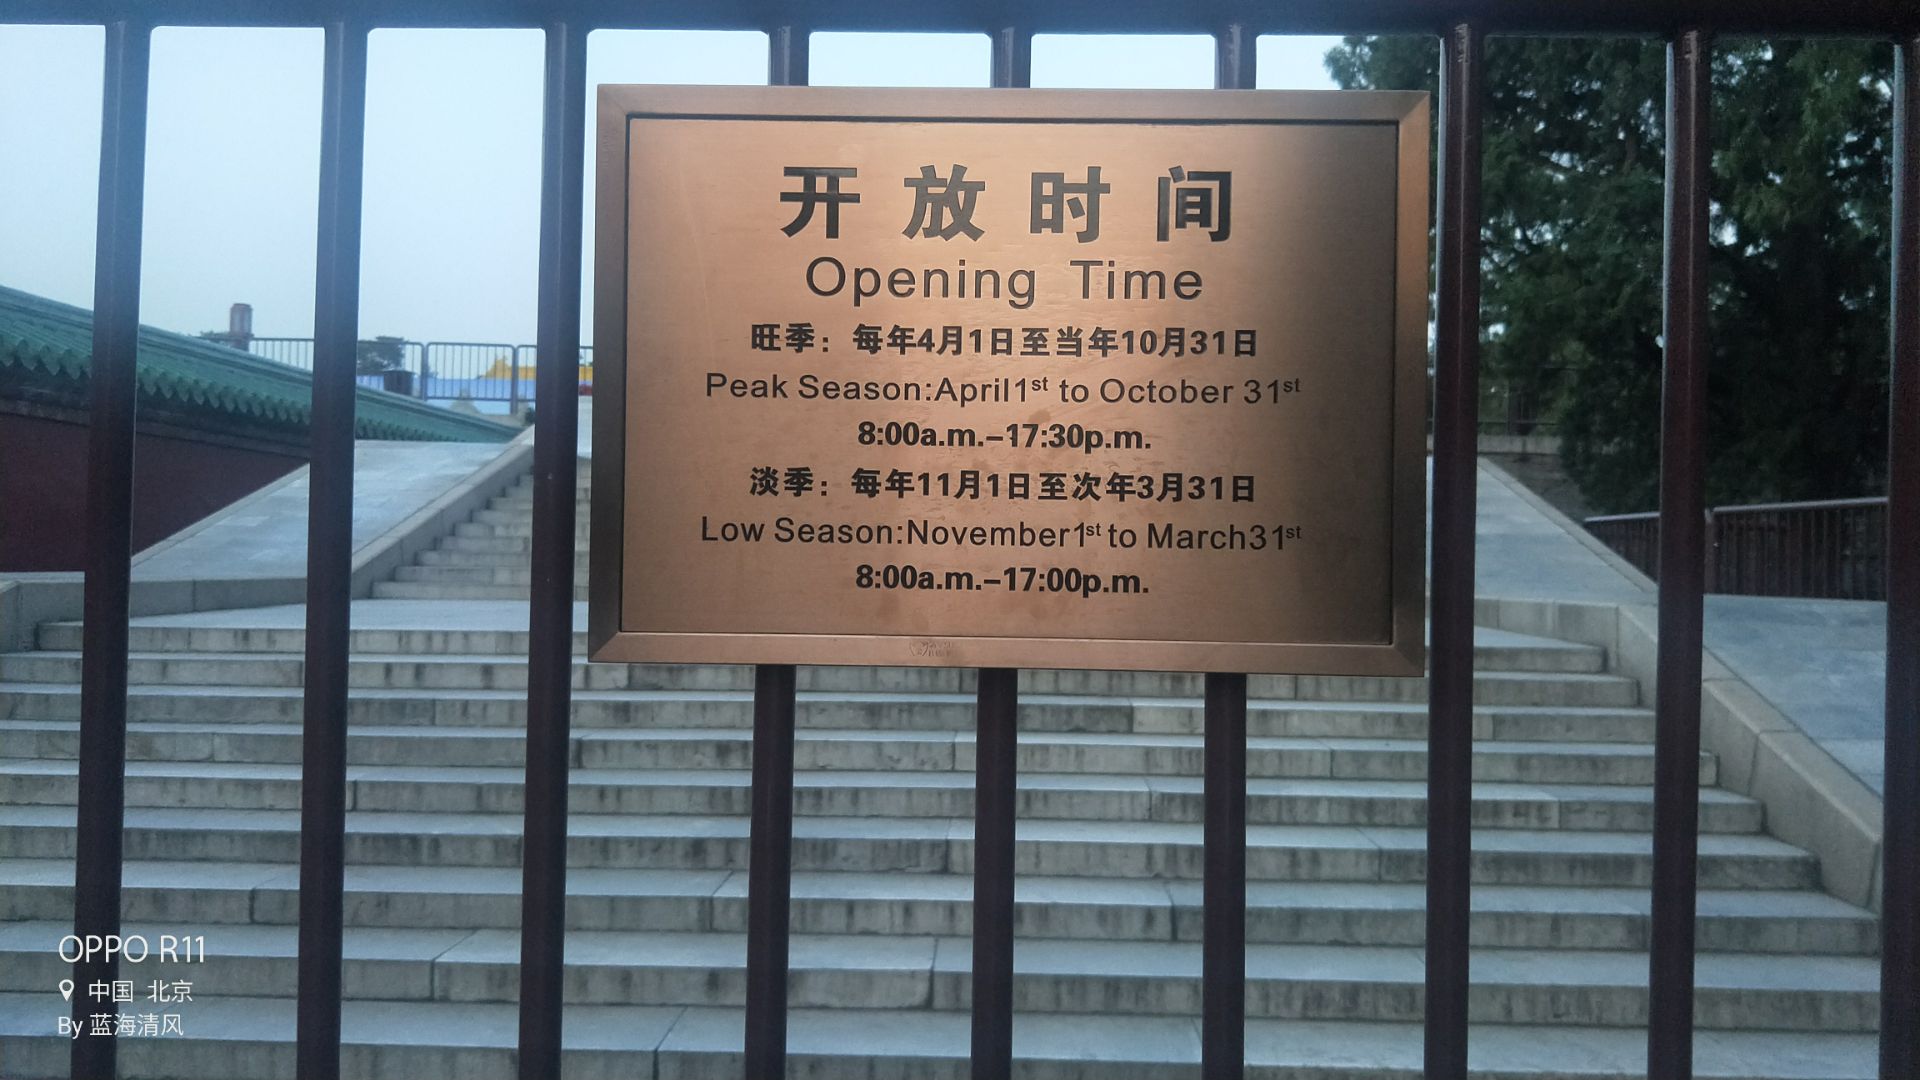 开放时间
Opening Time
旺季：每年4月1日至当年10月31日
Peak Season:April1st to October 31st
8:00a.m.–17:30p.m.
淡季：每年11月1日至次年3月31日
Low Season:November1st to March31st
8:00a.m.–17:00p.m.
OPPO R11
中国 北京
By 蓝海清风